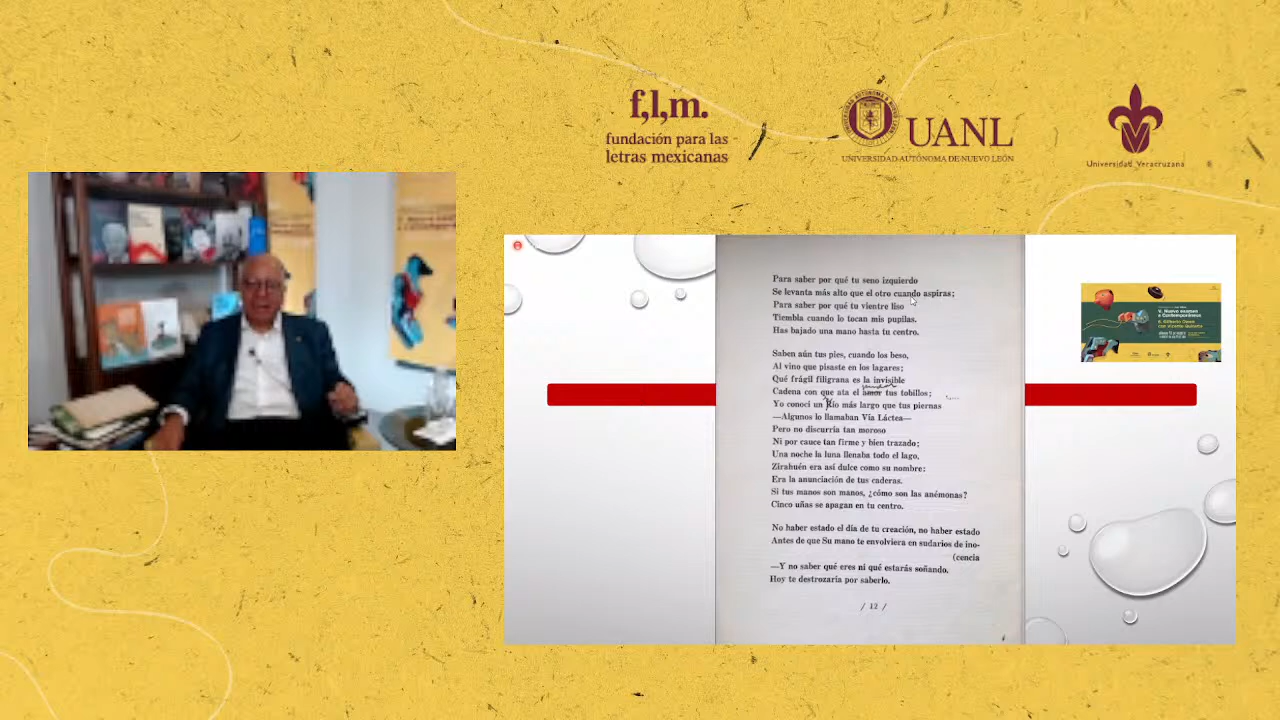 f,l,m.
fundación para las
letras mexicanas
UANL
UNIVERSIDAD AUTÓNOMA DE NUEVO LEÓN
Universidad Veracruzana
Para saber por qué tu seno izquierdo
Se levanta más alto que el otro cuando aspiras;
Para saber por qué tu vientre liso
Tiembla cuando lo tocan mis pupilas.
Has bajado una mano hasta tu centro.
Saben aún tus pies, cuando los beso,
Al vino que pisaste en los lagares;
Qué frágil filigrana es la invisible
Cadena con que ata el amor tus tobillos;
Yo conocí un Río más largo que tus piernas
—Algunos lo llamaban Vía Láctea—
Pero no discurría tan moroso
Ni por cauce tan firme y bien trazado;
Una noche la luna llenaba todo el lago,
Zirahuén era así dulce como su nombre:
Era la anunciación de tus caderas.
Si tus manos son manos, ¿cómo son las anémonas?
Cinco uñas se apagan en tu centro.
No haber estado el día de tu creación, no haber estado
Antes de que Su mano te envolviera en sudarios de ino-
(cencia
—Y no saber qué eres ni qué estarás soñando.
Hoy te destrozaría por saberlo.
/ 12 /